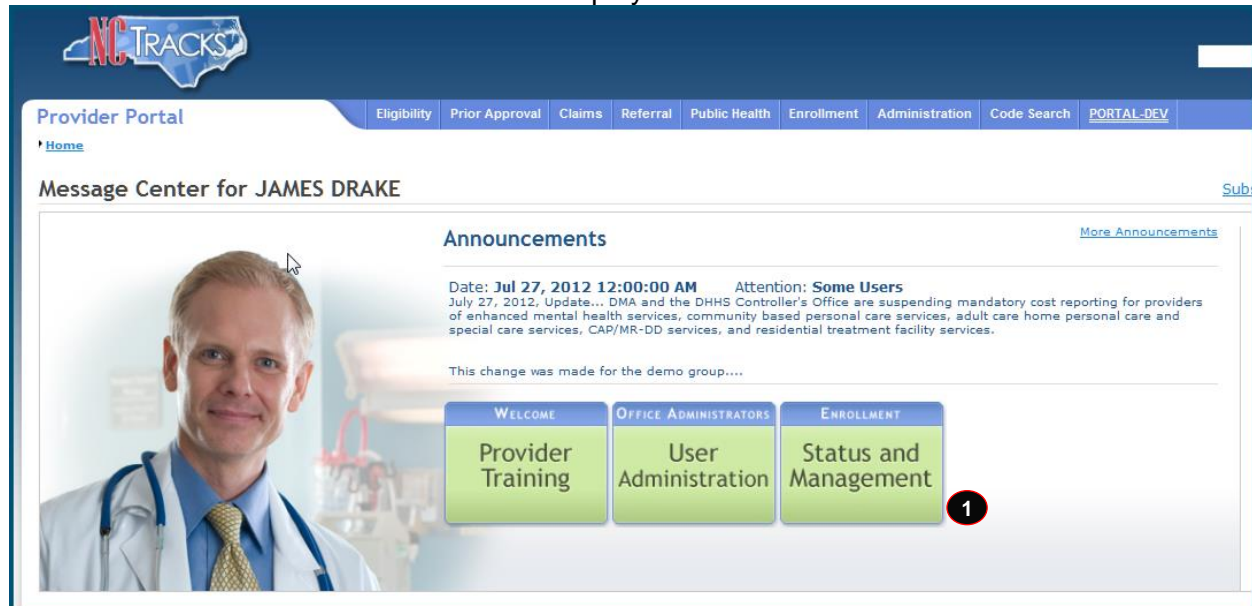 NCTRACKS
Provider Portal
Eligibility Prior Approval Claims Referral Public Health Enrollment Administration Code Search PORTAL-DEV
Home
Message Center for JAMES DRAKE
Announcements
More Announcements
Date: Jul 27, 2012 12:00:00 AM Attention: Some Users
July 27, 2012, Update... DMA and the DHHS Controller's Office are suspending mandatory cost reporting for providers
of enhanced mental health services, community based personal care services, adult care home personal care and
special care services, CAP/MR-DD services, and residential treatment facility services.
This change was made for the demo group....
WELCOME
Provider
Training
OFFICE ADMINISTRATORS
User
Administration
ENROLLMENT
Status and
Management
1